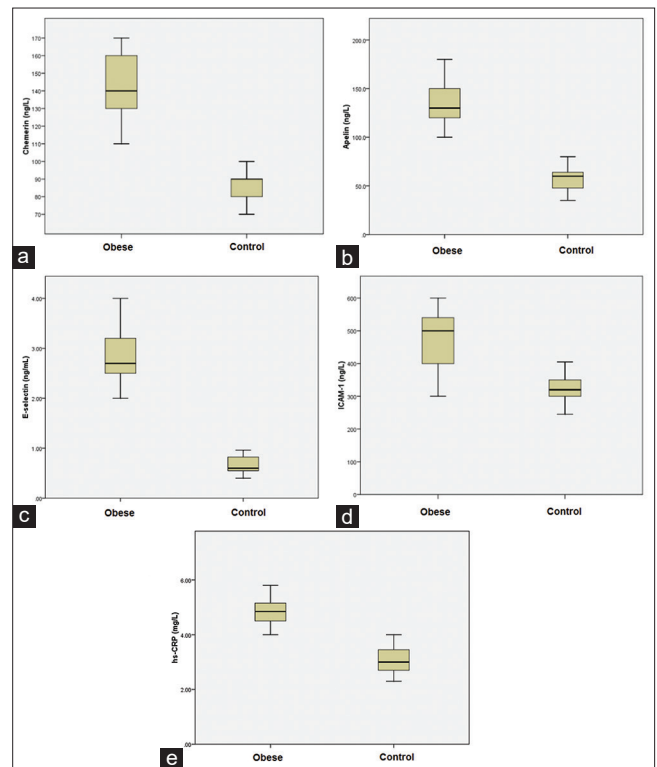 170
160
150
140
130
120
110
100
90
80
70
Chemerin (ng/L)
Obese Control
a
200.0
150.0
100.0
50.0
.0
Apelin (ng/L)
Obese Control
b
4.00
3.00
2.00
1.00
.00
E-selectin (ng/mL)
Obese Control
c
600
500
400
300
200
100
0
ICAM-1 (ng/L)
Obese Control
d
6.00
4.00
2.00
.00
hs-CRP (mg/L)
Obese Control
e